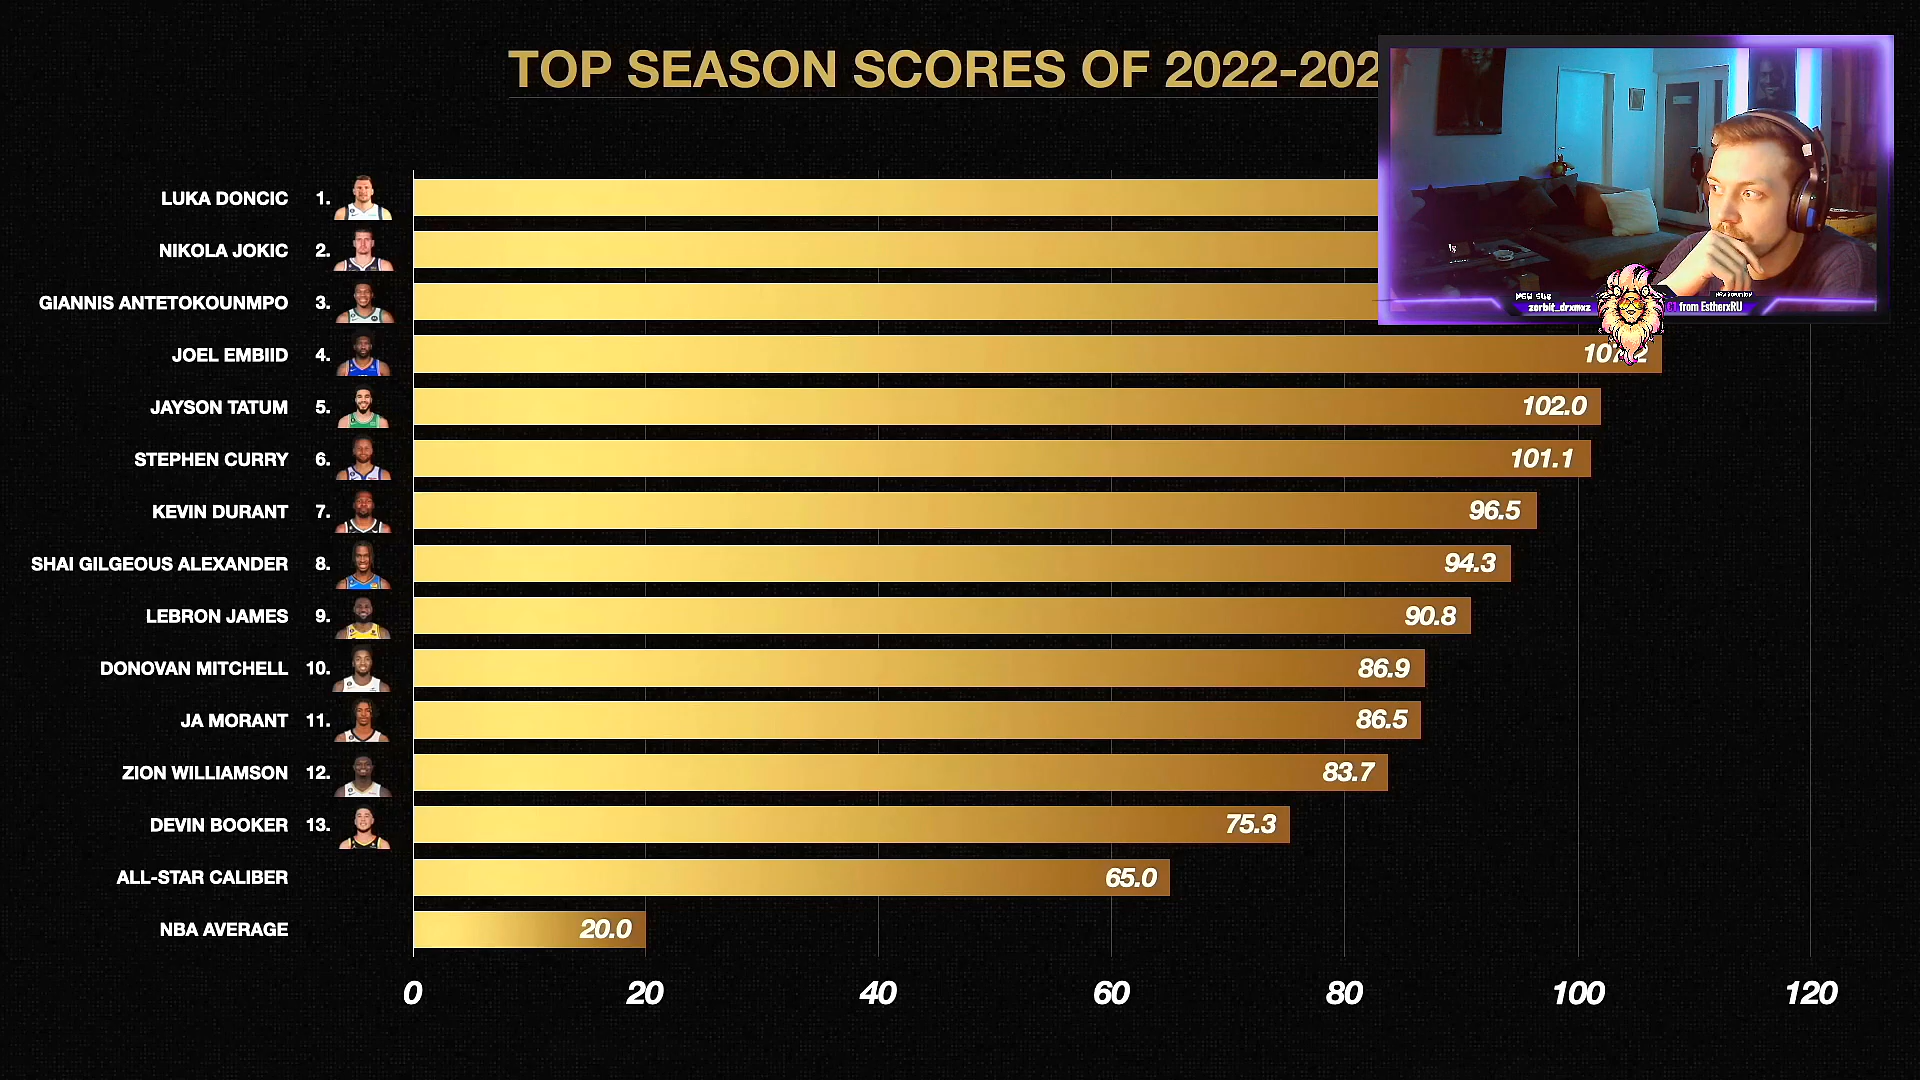 TOP SEASON SCORES OF 2022-202
LUKA DONCIC 1.
NIKOLA JOKIC 2.
GIANNIS ANTETOKOUNMPO 3.
JOEL EMBIID 4.
JAYSON TATUM 5. 102.0
STEPHEN CURRY 6. 101.1
KEVIN DURANT 7. 96.5
SHAI GILGEOUS ALEXANDER 8. 94.3
LEBRON JAMES 9. 90.8
DONOVAN MITCHELL 10. 86.9
JA MORANT 11. 86.5
ZION WILLIAMSON 12. 83.7
DEVIN BOOKER 13. 75.3
ALL-STAR CALIBER 65.0
NBA AVERAGE 20.0
0 20 40 60 80 100 120
NEW SUB
zorbit_drxmxz
from EstherxRU